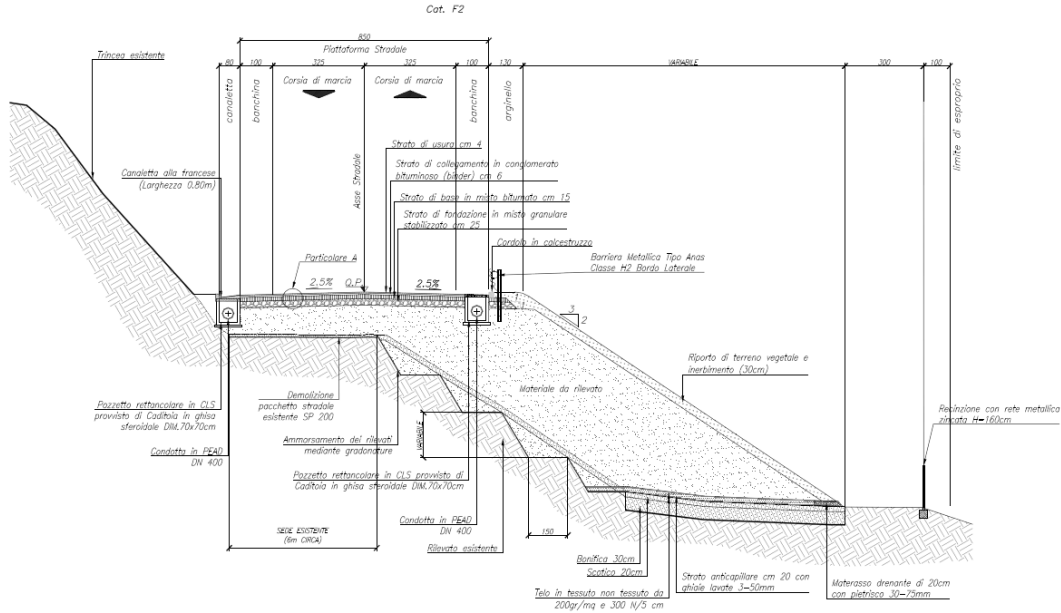 Cat. F2
850
Piattaforma Stradale
Trincea esistente
80
100
325
325
100
130
VARIABILE
300
100
canaletta
banchina
Corsia di marcia
Corsia di marcia
banchina
arginello
limite di esproprio
Asse Stradale
Strato di usura cm 4
Strato di collegamento in conglomerato
bituminoso (binder) cm 6
Strato di base in misto bitumato cm 15
Strato di fondazione in misto granulare
stabilizzato cm 25
Canaletta alla francese
(Larghezza 0.80m)
Cordolo in calcestruzzo
Particolare A
Barriera Metallica Tipo Anas
Classe H2 Bordo Laterale
2.5%
Q.P.
2.5%
3
2
Riporto di terreno vegetale e
inerbimento (30cm)
Materiale da rilevato
Demolizione
pacchetto stradale
esistente SP 200
Pozzetto rettancolare in CLS
provvisto di Caditoia in ghisa
sferoidale DIM.70x70cm
Recinzione con rete metallica
zincata H=160cm
Ammorsamento dei rilevati
mediante gradonature
VARIABILE
Condotta in PEAD
DN 400
Pozzetto rettancolare in CLS provvisto di
Caditoia in ghisa sferoidale DIM.70x70cm
Condotta in PEAD
DN 400
SEDE ESISTENTE
(6m CIRCA)
150
Rilevato esistente
Bonifica 30cm
Scotico 20cm
Telo in tessuto non tessuto da
200gr/mq e 300 N/5 cm
Strato anticapillare cm 20 con
ghiaie lavate 3-50mm
Materasso drenante di 20cm
con pietrisco 30-75mm